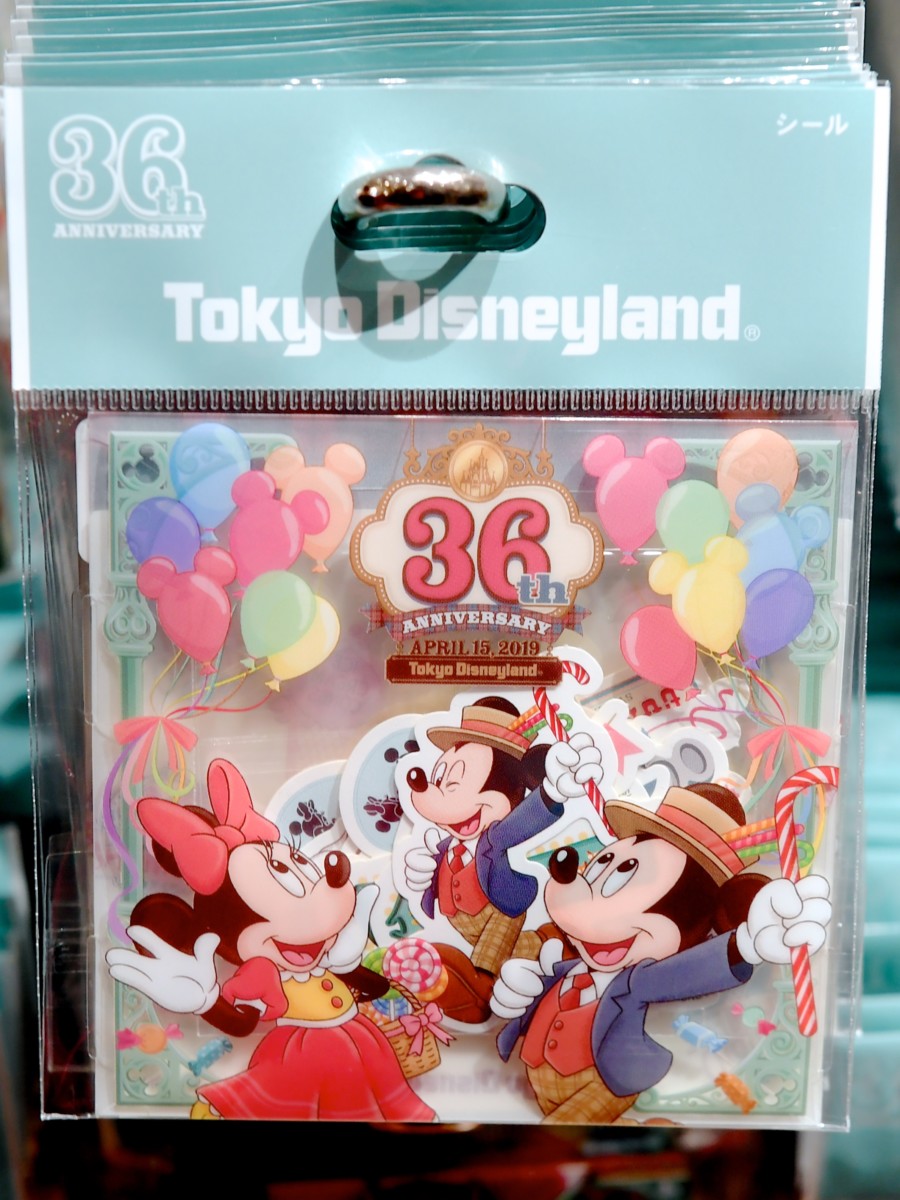 36th
ANNIVERSARY
シール
Tokyo Disneyland®
36th
ANNIVERSARY
APRIL 15, 2019
Tokyo Disneyland®